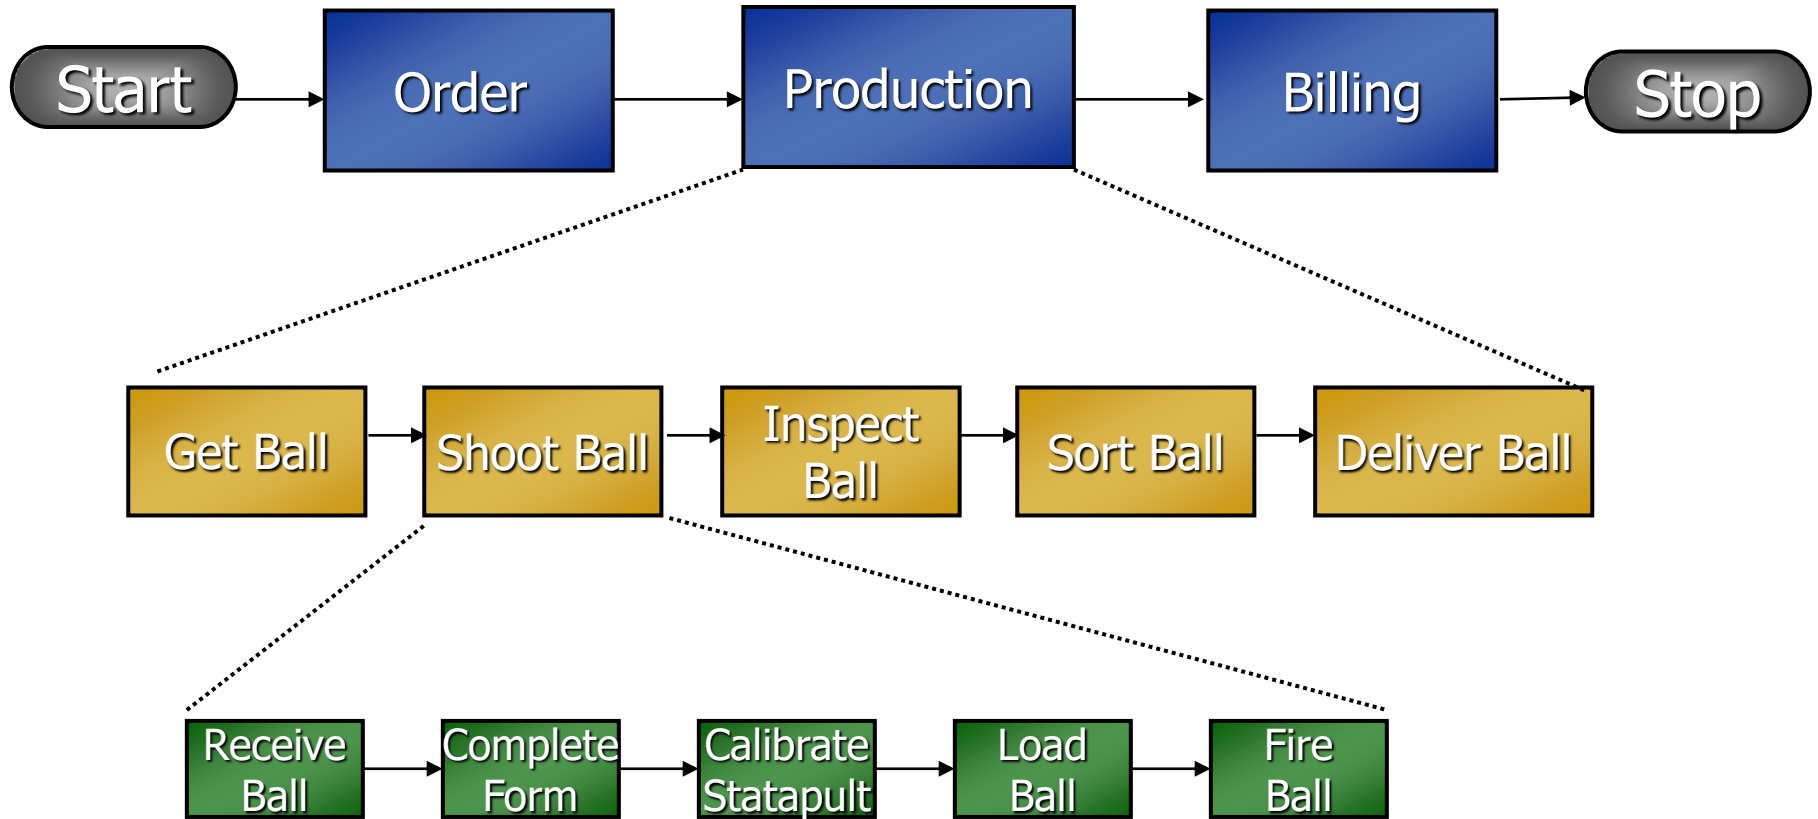 Start
Order
Production
Billing
Stop
Get Ball
Shoot Ball
Inspect
Ball
Sort Ball
Deliver Ball
Receive
Ball
Complete
Form
Calibrate
Statapult
Load
Ball
Fire
Ball